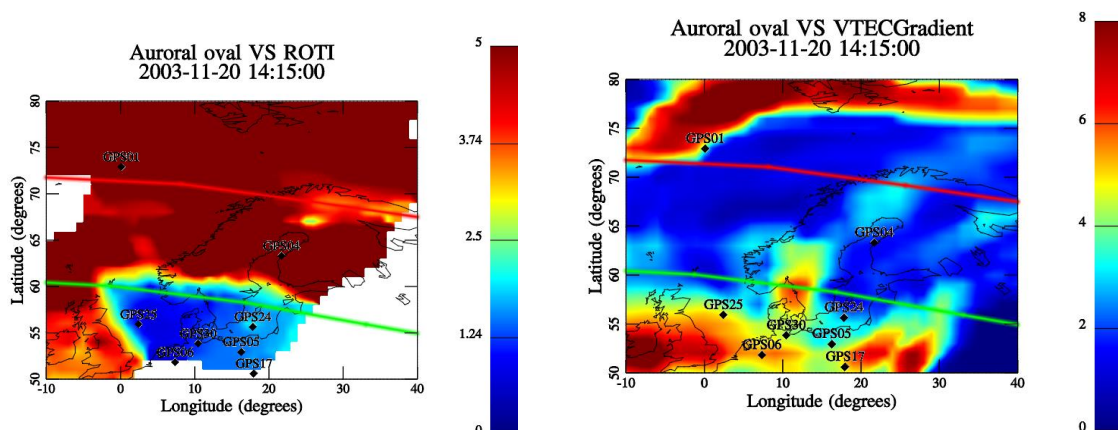 Auroral oval VS ROTI
2003-11-20 14:15:00
80
75
70
65
60
55
50
Latitude (degrees)
GPS01
GPS04
GPS25
GPS24
GPS30
GPS06
GPS05
GPS17
-10
0
10
20
30
40
Longitude (degrees)
5
3.74
2.5
1.24
0
Auroral oval VS VTECGradient
2003-11-20 14:15:00
80
75
70
65
60
55
50
Latitude (degrees)
GPS01
GPS04
GPS25
GPS24
GPS30
GPS06
GPS05
GPS17
-10
0
10
20
30
40
Longitude (degrees)
8
6
4
2
0